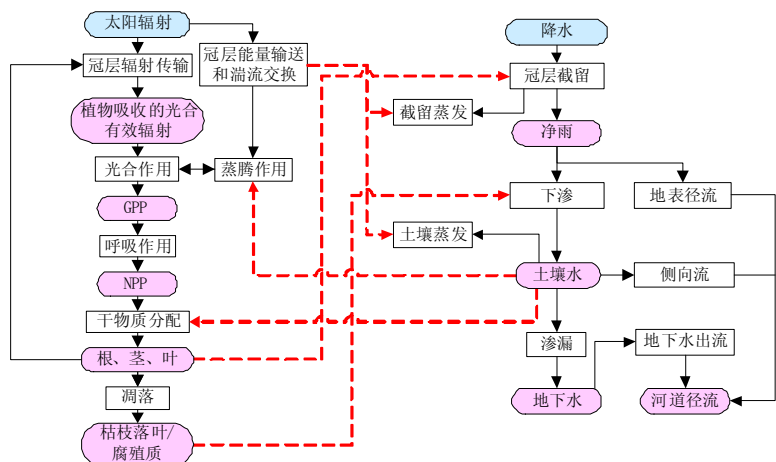 太阳辐射
冠层辐射传输
冠层能量输送
和湍流交换
植物吸收的光合
有效辐射
光合作用
蒸腾作用
GPP
呼吸作用
NPP
干物质分配
根、茎、叶
凋落
枯枝落叶/
腐殖质
降水
冠层截留
截留蒸发
净雨
下渗
地表径流
土壤蒸发
土壤水
侧向流
渗漏
地下水出流
地下水
河道径流